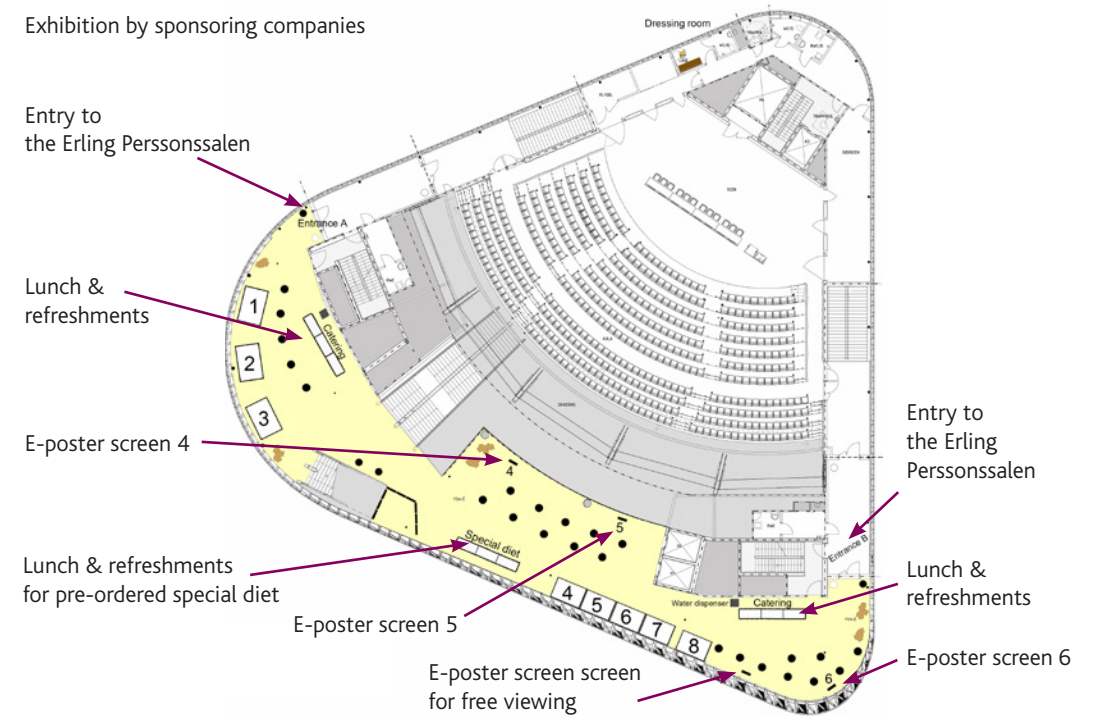 Exhibition by sponsoring companies
Dressing room
Entry to
the Erling Perssonssalen
Entrance A
Lunch &
refreshments
1
Catering
2
3
E-poster screen 4
4
5
Special diet
Lunch & refreshments
for pre-ordered special diet
E-poster screen 5
4
5
6
7
8
Water dispenser
Catering
Entry to
the Erling
Perssonssalen
Entrance B
Lunch &
refreshments
E-poster screen screen
for free viewing
6
E-poster screen 6